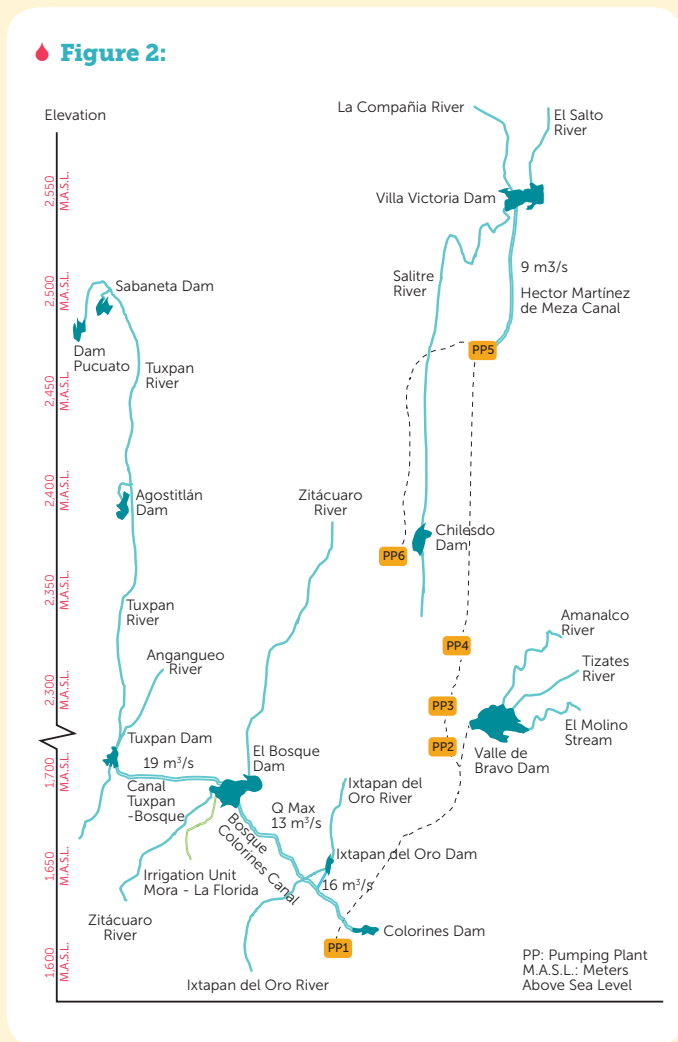 Figure 2:
Elevation
La Compañia River
El Salto
River
2,550
M.A.S.L.
Villa Victoria Dam
9 m3/s
Hector Martínez
de Meza Canal
Salitre
River
2,500
M.A.S.L.
Sabaneta Dam
Dam
Pucuato
PP5
Tuxpan
River
2,450
M.A.S.L.
2,400
M.A.S.L.
Agostitlán
Dam
Zitácuaro
River
Chilesdo
Dam
PP6
2,350
M.A.S.L.
Tuxpan
River
Amanalco
River
PP4
Angangueo
River
Tizates
River
2,300
M.A.S.L.
PP3
El Molino
Stream
PP2
Valle de
Bravo Dam
Tuxpan Dam
19 m³/s
El Bosque
Dam
1,700
M.A.S.L.
Canal
Tuxpan
-Bosque
Ixtapan del
Oro River
Q Max
13 m³/s
Bosque
Colorines Canal
1,650
M.A.S.L.
Ixtapan del Oro Dam
Irrigation Unit
Mora - La Florida
16 m³/s
Zitácuaro
River
Colorines Dam
PP1
1,600
M.A.S.L.
Ixtapan del Oro River
PP: Pumping Plant
M.A.S.L.: Meters
Above Sea Level